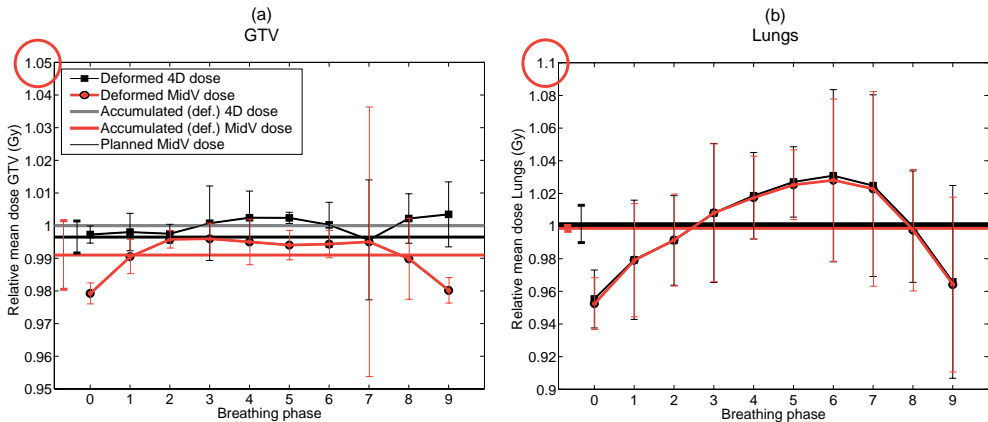 (a)
GTV
Relative mean dose GTV (Gy)
1.05
1.04
1.03
1.02
1.01
1
0.991
0.98
0.97
0.96
0.95
Deformed 4D dose
Deformed MidV dose
Accumulated (def.) 4D dose
Accumulated (def.) MidV dose
Planned MidV dose
0 1 2 3 4 5 6 7 8 9
Breathing phase
(b)
Lungs
Relative mean dose Lungs (Gy)
1.1
1.08
1.06
1.04
1.02
1
0.98
0.96
0.94
0.92
0.9
0 1 2 3 4 5 6 7 8 9
Breathing phase